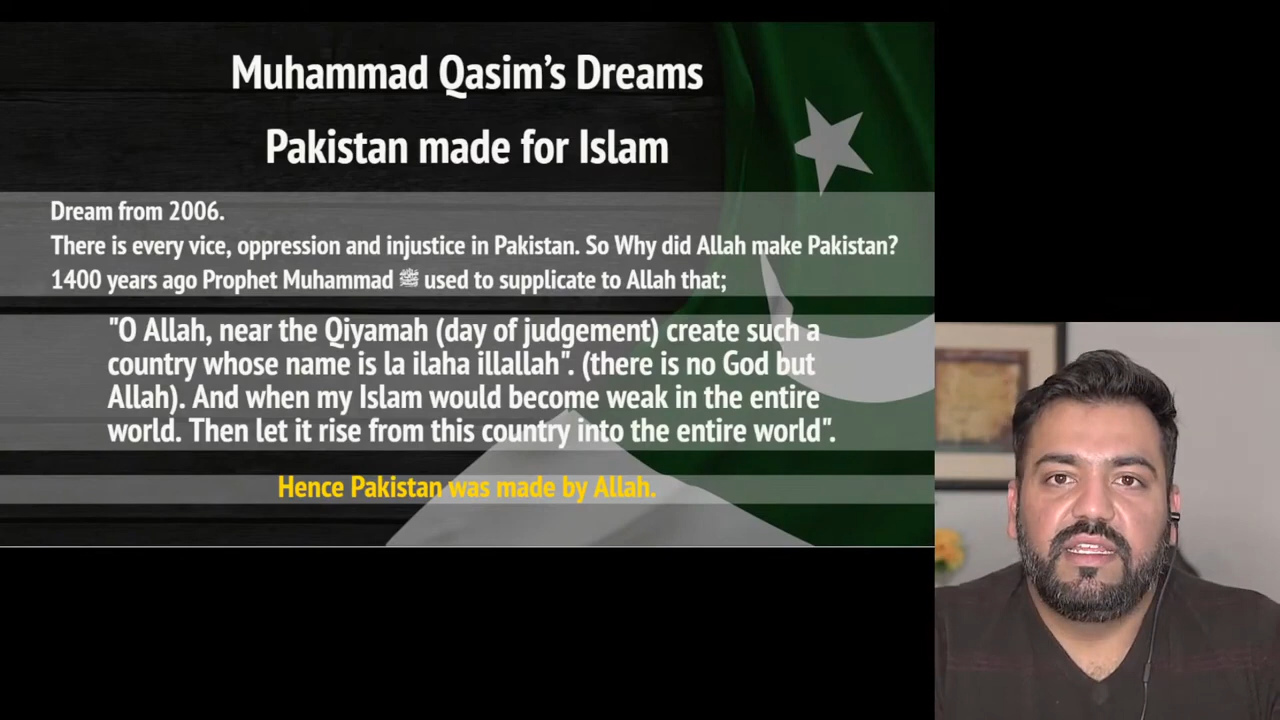 Muhammad Qasim’s Dreams
Pakistan made for Islam
Dream from 2006.
There is every vice, oppression and injustice in Pakistan. So Why did Allah make Pakistan?
1400 years ago Prophet Muhammad ﷺ used to supplicate to Allah that;
"O Allah, near the Qiyamah (day of judgement) create such a
country whose name is la ilaha illallah". (there is no God but
Allah). And when my Islam would become weak in the entire
world. Then let it rise from this country into the entire world".
Hence Pakistan was made by Allah.